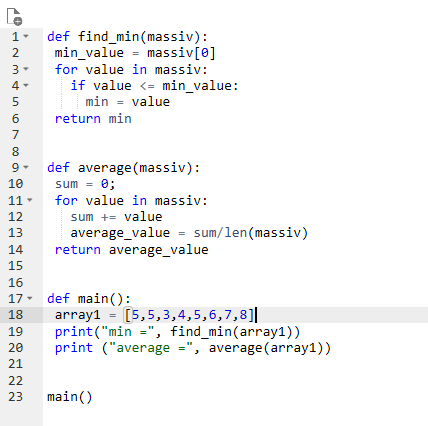 1 def find_min(massiv):
2 min_value = massiv[0]
3 for value in massiv:
4 if value <= min_value:
5 min = value
6 return min
7
8
9 def average(massiv):
10 sum = 0;
11 for value in massiv:
12 sum += value
13 average_value = sum/len(massiv)
14 return average_value
15
16
17 def main():
18 array1 = [5,5,3,4,5,6,7,8]
19 print("min =", find_min(array1))
20 print ("average =", average(array1))
21
22
23 main()